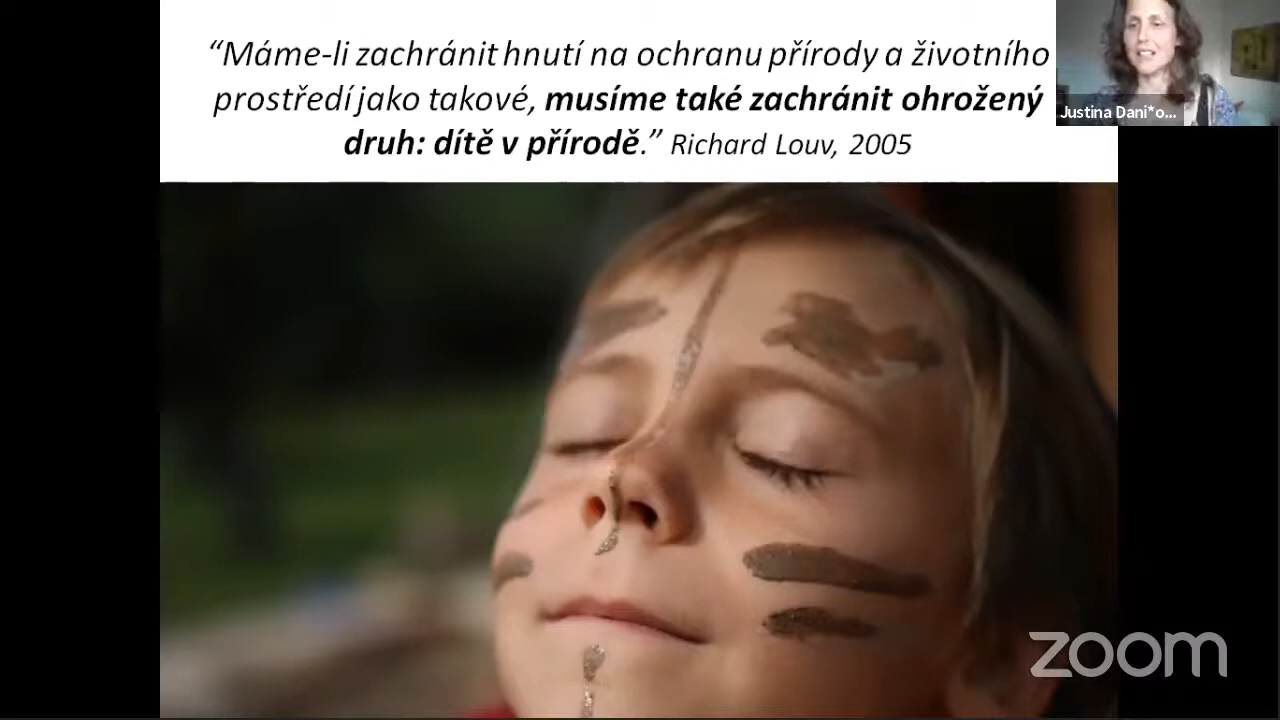 “Máme-li zachránit hnutí na ochranu přírody a životního
prostředí jako takové, musíme také zachránit ohrožený
druh: dítě v přírodě.” Richard Louv, 2005
Justina Dani*o...
zoom